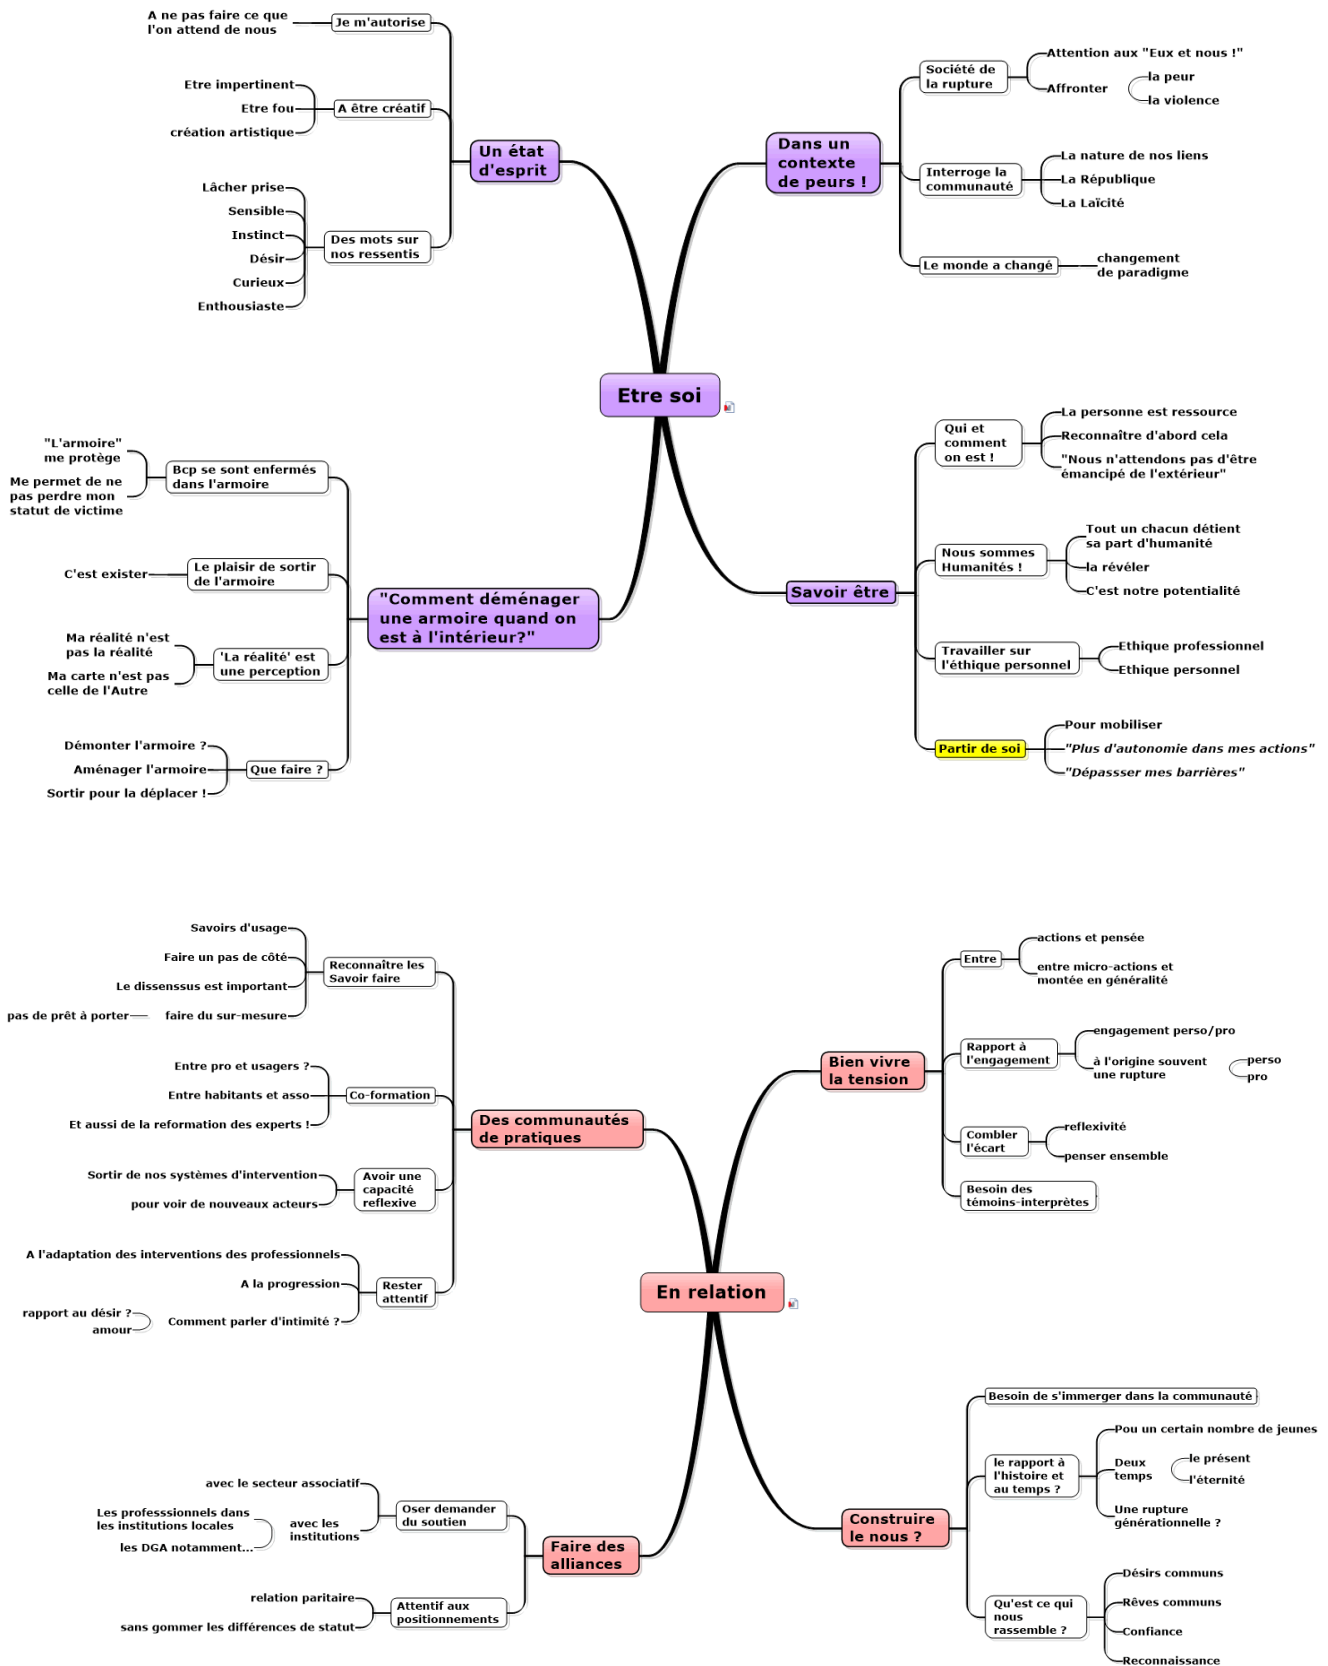 Etre soi
Un état
d'esprit
Je m'autorise
A ne pas faire ce que
l'on attend de nous
A être créatif
Etre impertinent
Etre fou
création artistique
Des mots sur
nos ressentis
Lâcher prise
Sensible
Instinct
Désir
Curieux
Enthousiaste
Dans un
contexte
de peurs !
Société de
la rupture
Attention aux "Eux et nous !"
Affronter
la peur
la violence
Interroge la
communauté
La nature de nos liens
La République
La Laïcité
Le monde a changé
changement
de paradigme
"Comment déménager
une armoire quand on
est à l'intérieur?"
Bcp se sont enfermés
dans l'armoire
"L'armoire"
me protège
Me permet de ne
pas perdre mon
statut de victime
Le plaisir de sortir
de l'armoire
C'est exister
'La réalité' est
une perception
Ma réalité n'est
pas la réalité
Ma carte n'est pas
celle de l'Autre
Que faire ?
Démonter l'armoire ?
Aménager l'armoire
Sortir pour la déplacer !
Savoir être
Qui et
comment
on est !
La personne est ressource
Reconnaître d'abord cela
"Nous n'attendons pas d'être
émancipé de l'extérieur"
Nous sommes
Humanités !
Tout un chacun détient
sa part d'humanité
la révéler
C'est notre potentialité
Travailler sur
l'éthique personnel
Ethique professionnel
Ethique personnel
Partir de soi
Pour mobiliser
"Plus d'autonomie dans mes actions"
"Dépassser mes barrières"
En relation
Des communautés
de pratiques
Reconnaître les
Savoir faire
Savoirs d'usage
Faire un pas de côté
Le dissenssus est important
faire du sur-mesure
pas de prêt à porter
Co-formation
Entre pro et usagers ?
Entre habitants et asso
Et aussi de la reformation des experts !
Avoir une
capacité
reflexive
Sortir de nos systèmes d'intervention
pour voir de nouveaux acteurs
Rester
attentif
A l'adaptation des interventions des professionnels
A la progression
Comment parler d'intimité ?
rapport au désir ?
amour
Bien vivre
la tension
Entre
actions et pensée
entre micro-actions et
montée en généralité
Rapport à
l'engagement
engagement perso/pro
à l'origine souvent
une rupture
perso
pro
Combler
l'écart
reflexivité
penser ensemble
Besoin des
témoins-interprètes
Faire des
alliances
Oser demander
du soutien
avec le secteur associatif
avec les
institutions
Les professsionnels dans
les institutions locales
les DGA notamment...
Attentif aux
positionnements
relation paritaire
sans gommer les différences de statut
Construire
le nous ?
Besoin de s'immerger dans la communauté
le rapport à
l'histoire et
au temps ?
Pou un certain nombre de jeunes
Deux
temps
le présent
l'éternité
Une rupture
générationnelle ?
Qu'est ce qui
nous
rassemble ?
Désirs communs
Rêves communs
Confiance
Reconnaissance